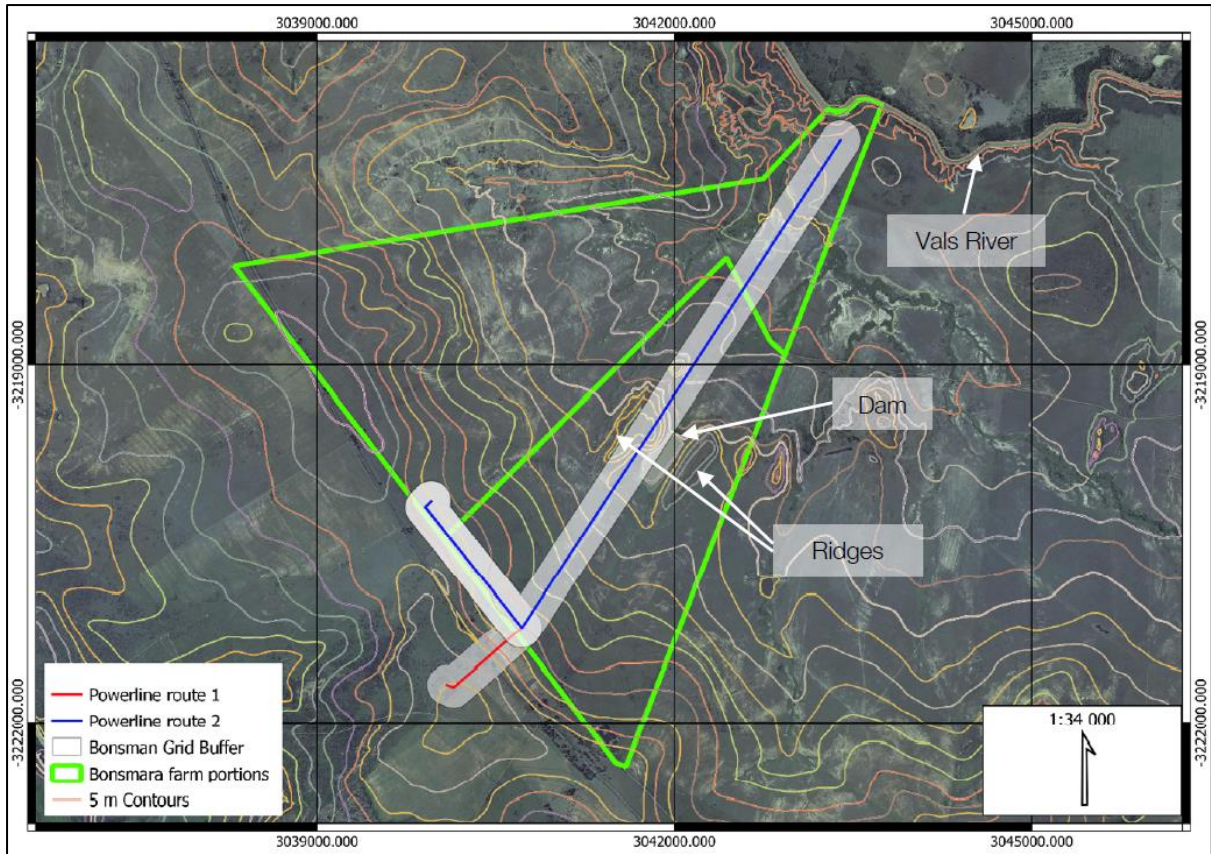 3039000.000
3042000.000
3045000.000
-3219000.000
-3219000.000
Vals River
Dam
Ridges
-3222000.000
-3222000.000
Powerline route 1
Powerline route 2
Bonsman Grid Buffer
Bonsmara farm portions
5 m Contours
1:34 000
3039000.000
3042000.000
3045000.000